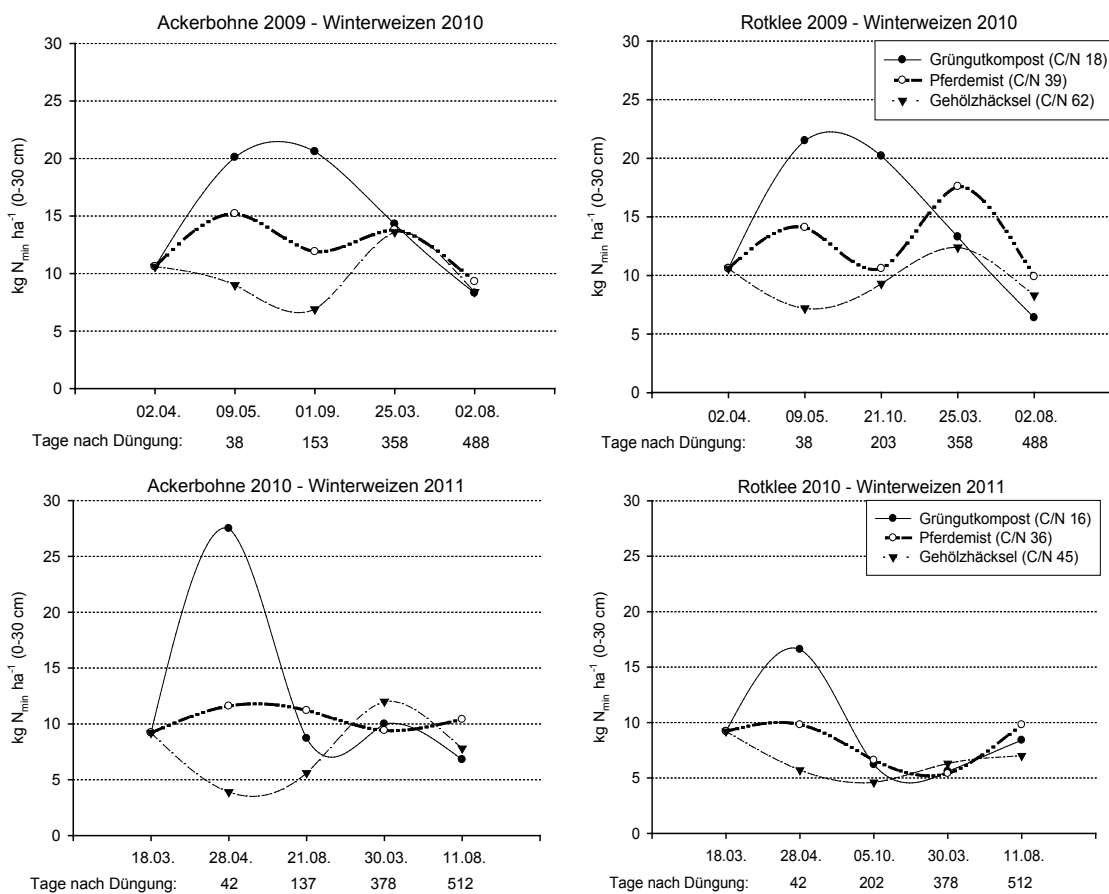 Ackerbohne 2009 - Winterweizen 2010
kg Nmin ha-1 (0-30 cm)
30
25
20
15
10
5
0
02.04. 09.05. 01.09. 25.03. 02.08.
Tage nach Düngung: 38 153 358 488
Rotklee 2009 - Winterweizen 2010
Grüngutkompost (C/N 18)
Pferdemist (C/N 39)
Gehölzhäcksel (C/N 62)
kg Nmin ha-1 (0-30 cm)
30
25
20
15
10
5
0
02.04. 09.05. 21.10. 25.03. 02.08.
Tage nach Düngung: 38 203 358 488
Ackerbohne 2010 - Winterweizen 2011
kg Nmin ha-1 (0-30 cm)
30
25
20
15
10
5
0
18.03. 28.04. 21.08. 30.03. 11.08.
Tage nach Düngung: 42 137 378 512
Rotklee 2010 - Winterweizen 2011
Grüngutkompost (C/N 16)
Pferdemist (C/N 36)
Gehölzhäcksel (C/N 45)
kg Nmin ha-1 (0-30 cm)
30
25
20
15
10
5
0
18.03. 28.04. 05.10. 30.03. 11.08.
Tage nach Düngung: 42 202 378 512